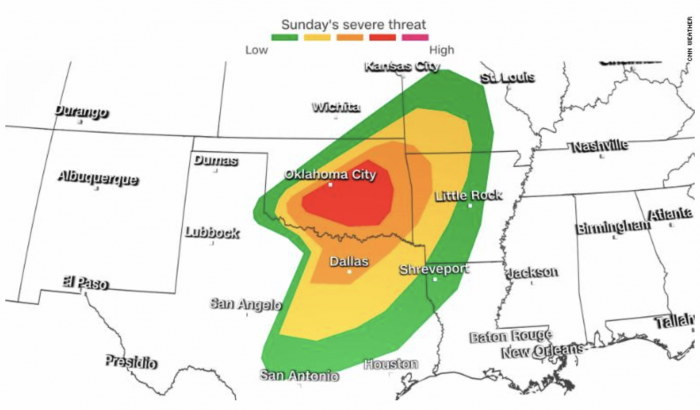 Sunday's severe threat
Low
High
CNN WEATHER
Kansas City
St. Louis
Wichita
Durango
Nashville
Dumas
Albuquerque
Oklahoma City
Little Rock
Atlanta
Birmingham
Lubbock
Dallas
Shreveport
Jackson
El Paso
San Angelo
Tallah
Baton Rouge
New Orleans
Presidio
Houston
San Antonio